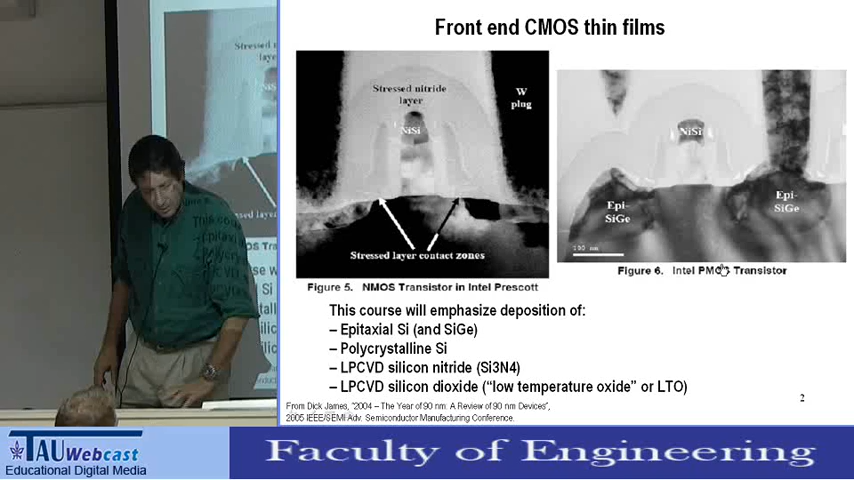 Front end CMOS thin films
Stressed nitride
layer
NiSi
W
plug
Stressed layer contact zones
Figure 5. NMOS Transistor in Intel Prescott
NiSi
Epi-
SiGe
Epi-
SiGe
100 nm
Figure 6. Intel PMOS Transistor
This course will emphasize deposition of:
– Epitaxial Si (and SiGe)
– Polycrystalline Si
– LPCVD silicon nitride (Si3N4)
– LPCVD silicon dioxide ("low temperature oxide" or LTO)
From Dick James, "2004 – The Year of 90 nm: A Review of 90 nm Devices",
2005 IEEE/SEMI Adv. Semiconductor Manufacturing Conference.
2
TAU Webcast
Educational Digital Media
Faculty of Engineering